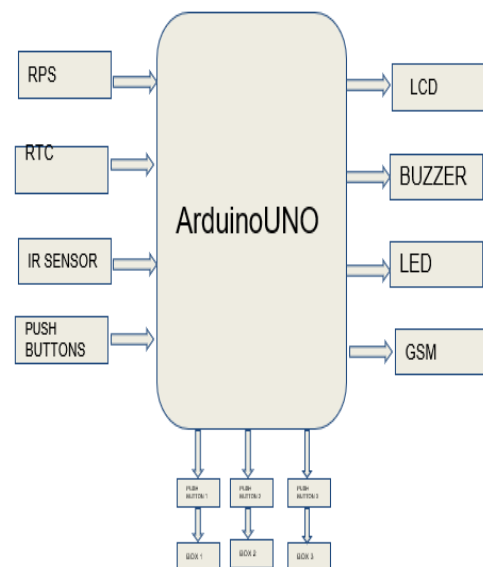 RPS
RTC
IR SENSOR
PUSH
BUTTONS
ArduinoUNO
LCD
BUZZER
LED
GSM
PUSH
BUTTON 1
PUSH
BUTTON 2
PUSH
BUTTON 3
BOX 1
BOX 2
BOX 3